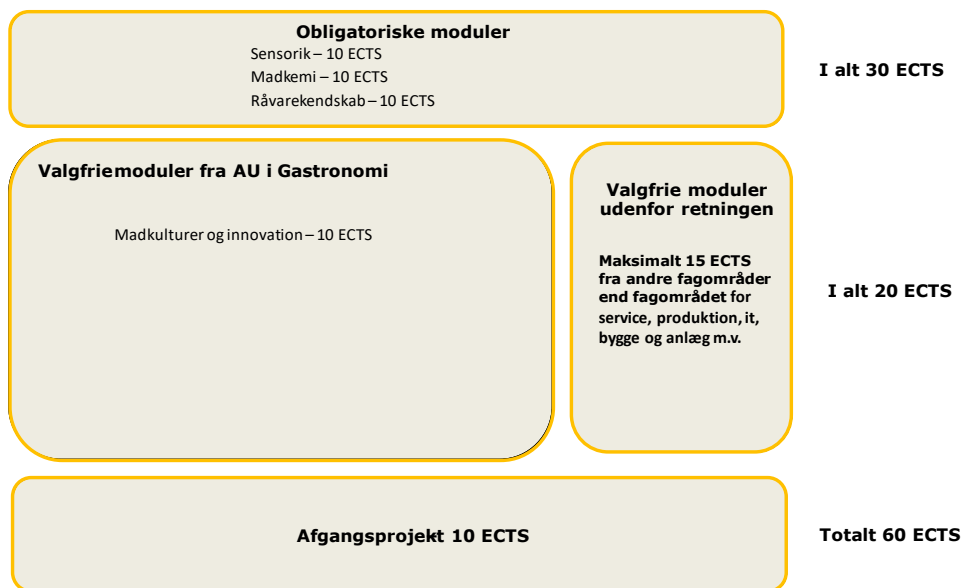 Obligatoriske moduler
Sensorik – 10 ECTS
Madkemi – 10 ECTS
Råvarekendskab – 10 ECTS
I alt 30 ECTS
Valgfrie moduler fra AU i Gastronomi
Madkulturer og innovation – 10 ECTS
Valgfrie moduler
udenfor retningen
Maksimalt 15 ECTS
fra andre fagområder
end fagområdet for
service, produktion, it,
bygge og anlæg m.v.
I alt 20 ECTS
Afgangsprojekt 10 ECTS
Totalt 60 ECTS